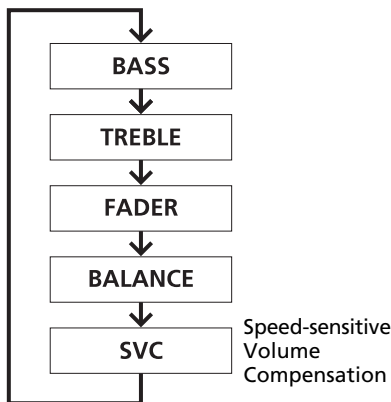 BASS
TREBLE
FADER
BALANCE
SVC
Speed-sensitive
Volume
Compensation